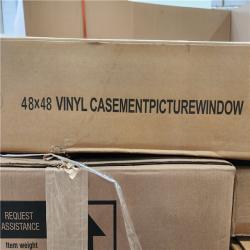 48x48 VINYL CASEMENTPICTUREWINDOW
REQUEST
ASSISTANCE
Item weight